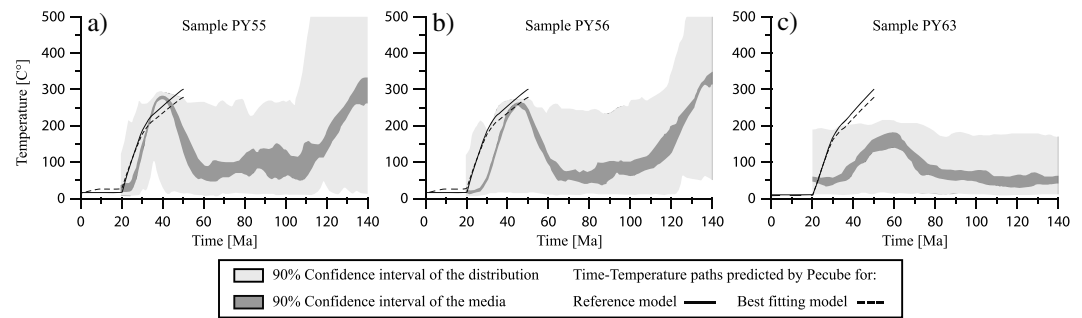 a) Sample PY55
b) Sample PY56
c) Sample PY63
Temperature [C°]
500
400
300
200
100
0
0 20 40 60 80 100 120 140
Time [Ma]
500
400
300
200
100
0
0 20 40 60 80 100 120 140
Time [Ma]
500
400
300
200
100
0
0 20 40 60 80 100 120 140
Time [Ma]
90% Confidence interval of the distribution
90% Confidence interval of the media
Time-Temperature paths predicted by Pecube for:
Reference model
Best fitting model